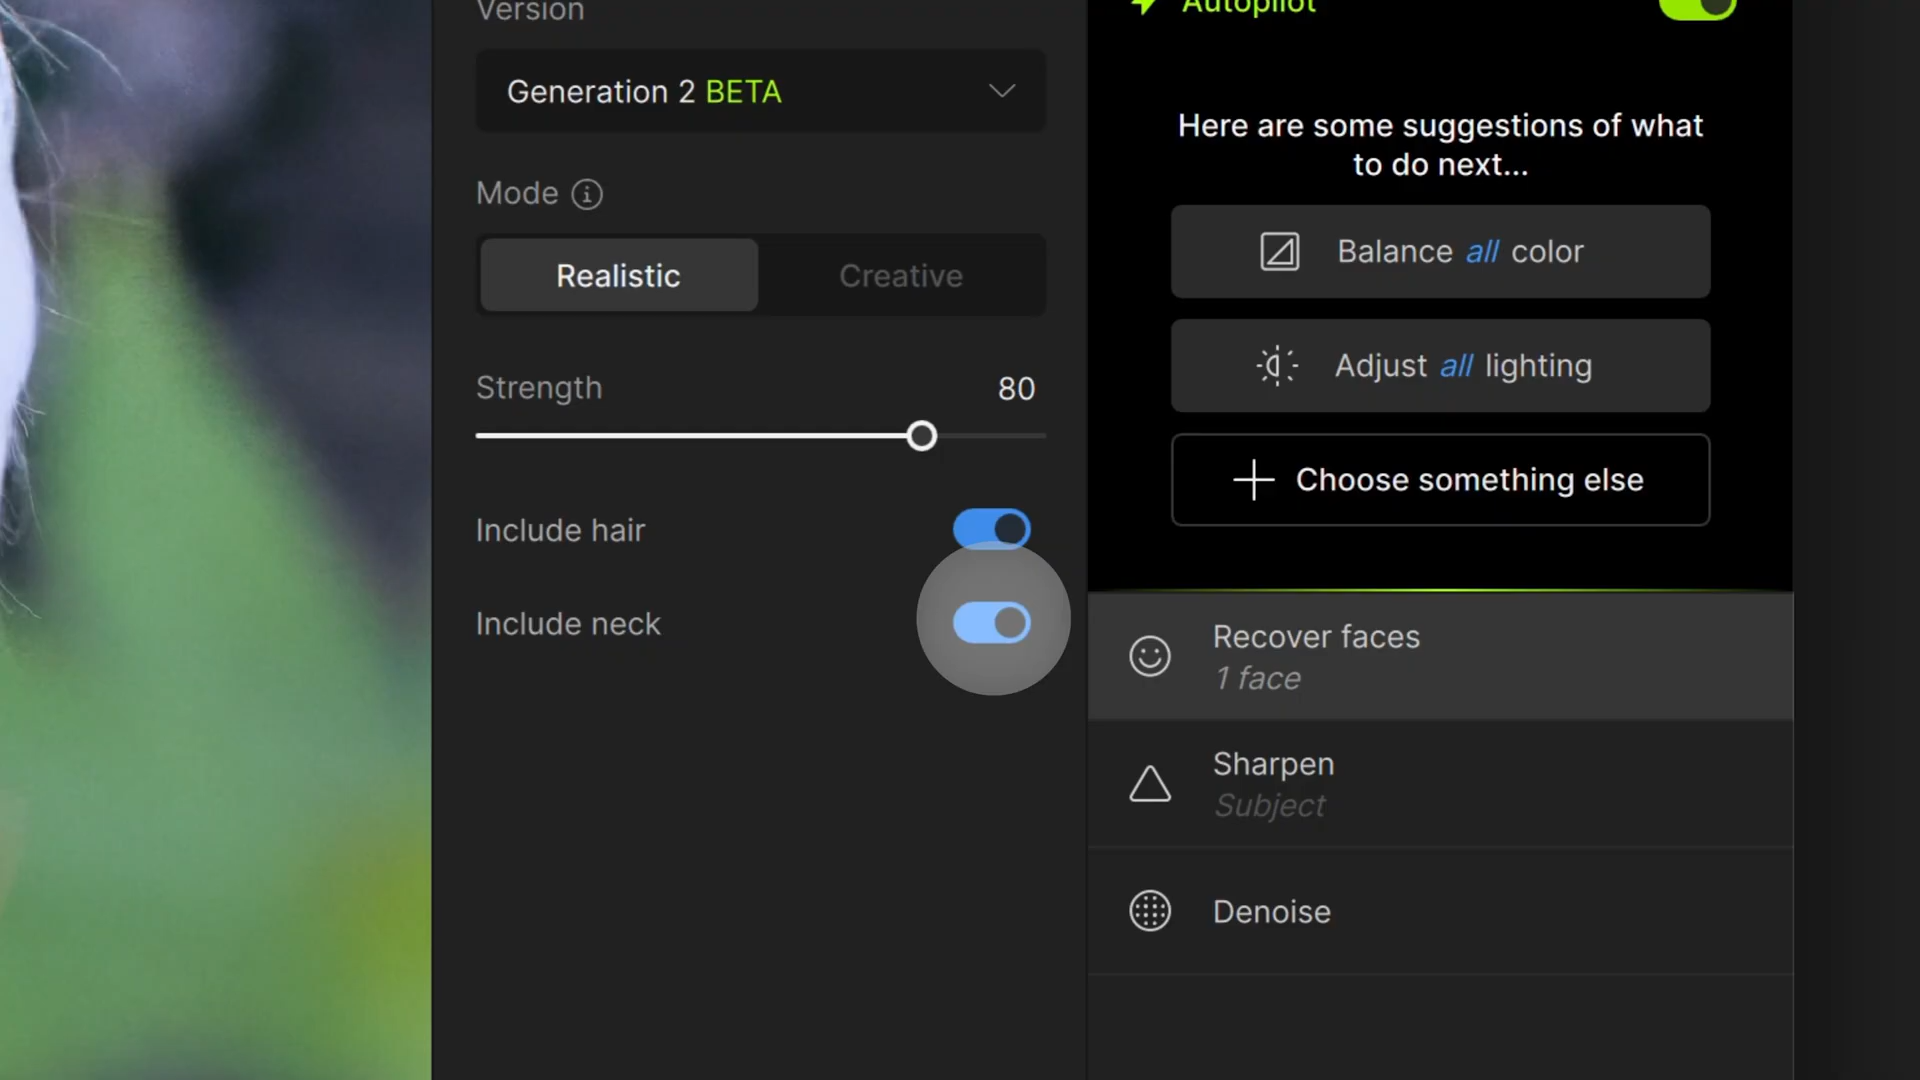 Version
Generation 2 BETA
Mode
Realistic
Creative
Strength
80
Include hair
Include neck
Autopilot
Here are some suggestions of what
to do next...
Balance all color
Adjust all lighting
Choose something else
Recover faces
1 face
Sharpen
Subject
Denoise